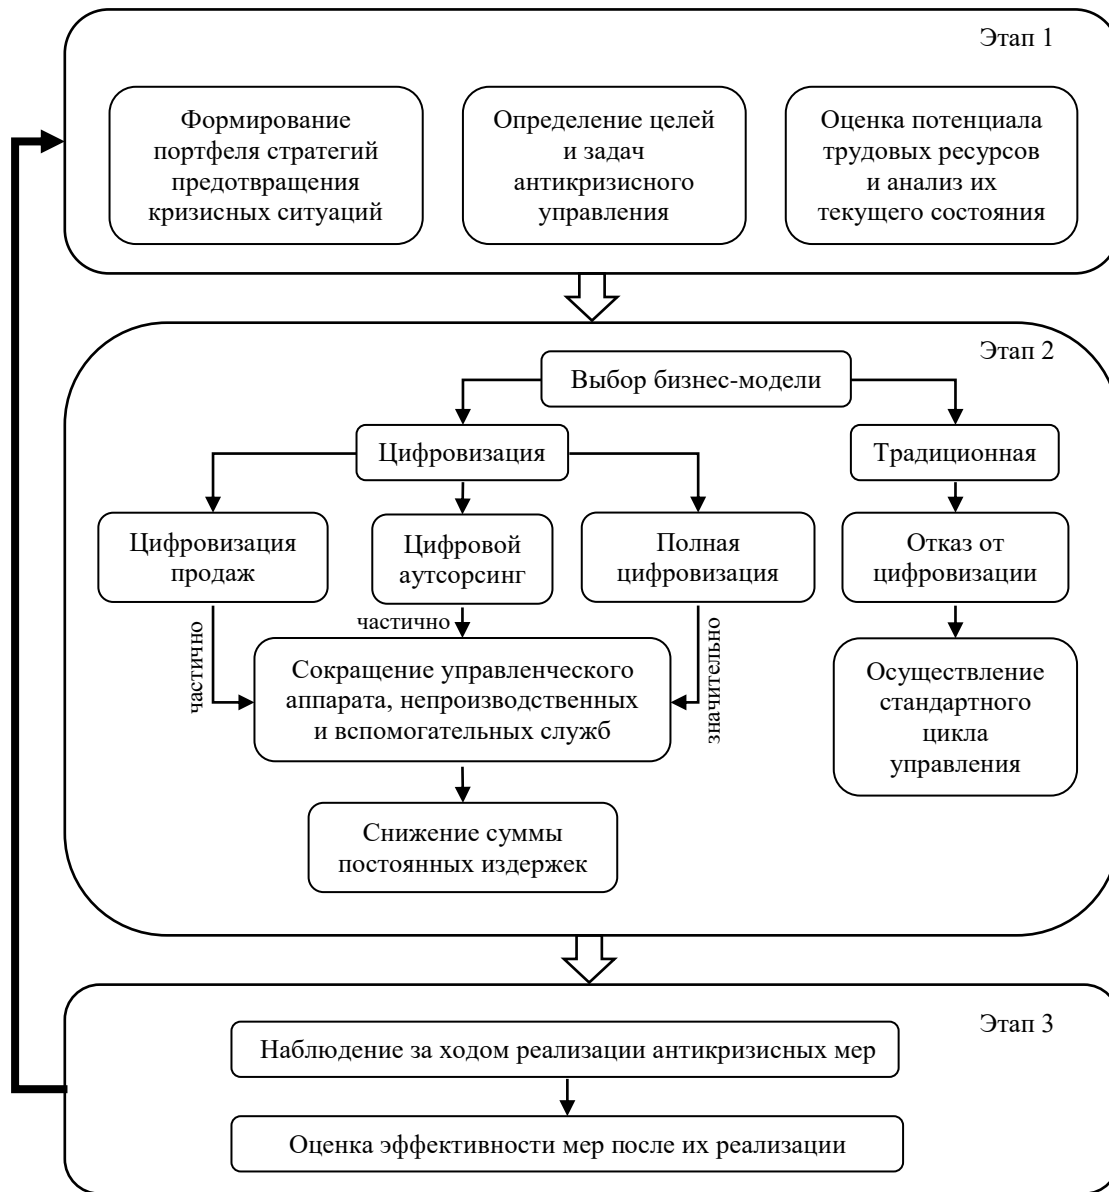 Этап 1
Формирование
портфеля стратегий
предотвращения
кризисных ситуаций
Определение целей
и задач
антикризисного
управления
Оценка потенциала
трудовых ресурсов
и анализ их
текущего состояния
Этап 2
Выбор бизнес-модели
Цифровизация
Традиционная
Цифровизация
продаж
Цифровой
аутсорсинг
Полная
цифровизация
Отказ от
цифровизации
частично
частично
значительно
Сокращение управленческого
аппарата, непроизводственных
и вспомогательных служб
Осуществление
стандартного
цикла
управления
Снижение суммы
постоянных издержек
Этап 3
Наблюдение за ходом реализации антикризисных мер
Оценка эффективности мер после их реализации